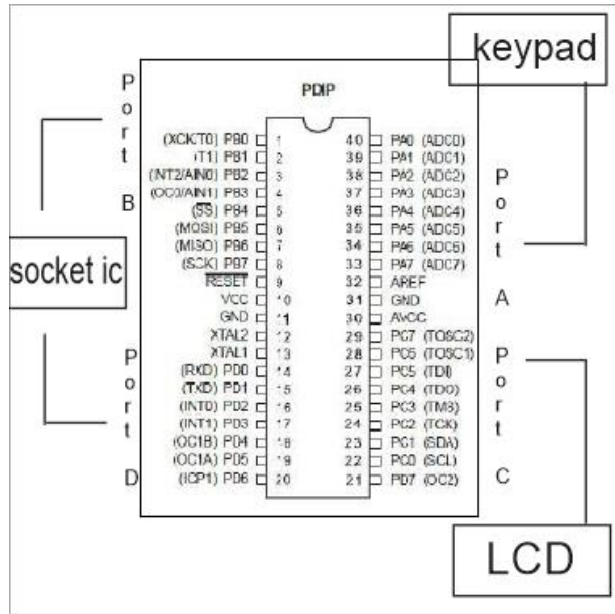 keypad
PDIP
Port B
Port A
Port D
Port C
socket ic
LCD
(XCK/T0) PB0 1
(T1) PB1 2
(INT2/AIN0) PB2 3
(OC0/AIN1) PB3 4
(SS) PB4 5
(MOSI) PB5 6
(MISO) PB6 7
(SCK) PB7 8
RESET 9
VCC 10
GND 11
XTAL2 12
XTAL1 13
(RXD) PD0 14
(TXD) PD1 15
(INT0) PD2 16
(INT1) PD3 17
(OC1B) PD4 18
(OC1A) PD5 19
(ICP1) PD6 20
40 PA0 (ADC0)
39 PA1 (ADC1)
38 PA2 (ADC2)
37 PA3 (ADC3)
36 PA4 (ADC4)
35 PA5 (ADC5)
34 PA6 (ADC6)
33 PA7 (ADC7)
32 AREF
31 GND
30 AVCC
29 PC7 (TOSC2)
28 PC6 (TOSC1)
27 PC5 (TDI)
26 PC4 (TDO)
25 PC3 (TMS)
24 PC2 (TCK)
23 PC1 (SDA)
22 PC0 (SCL)
21 PD7 (OC2)